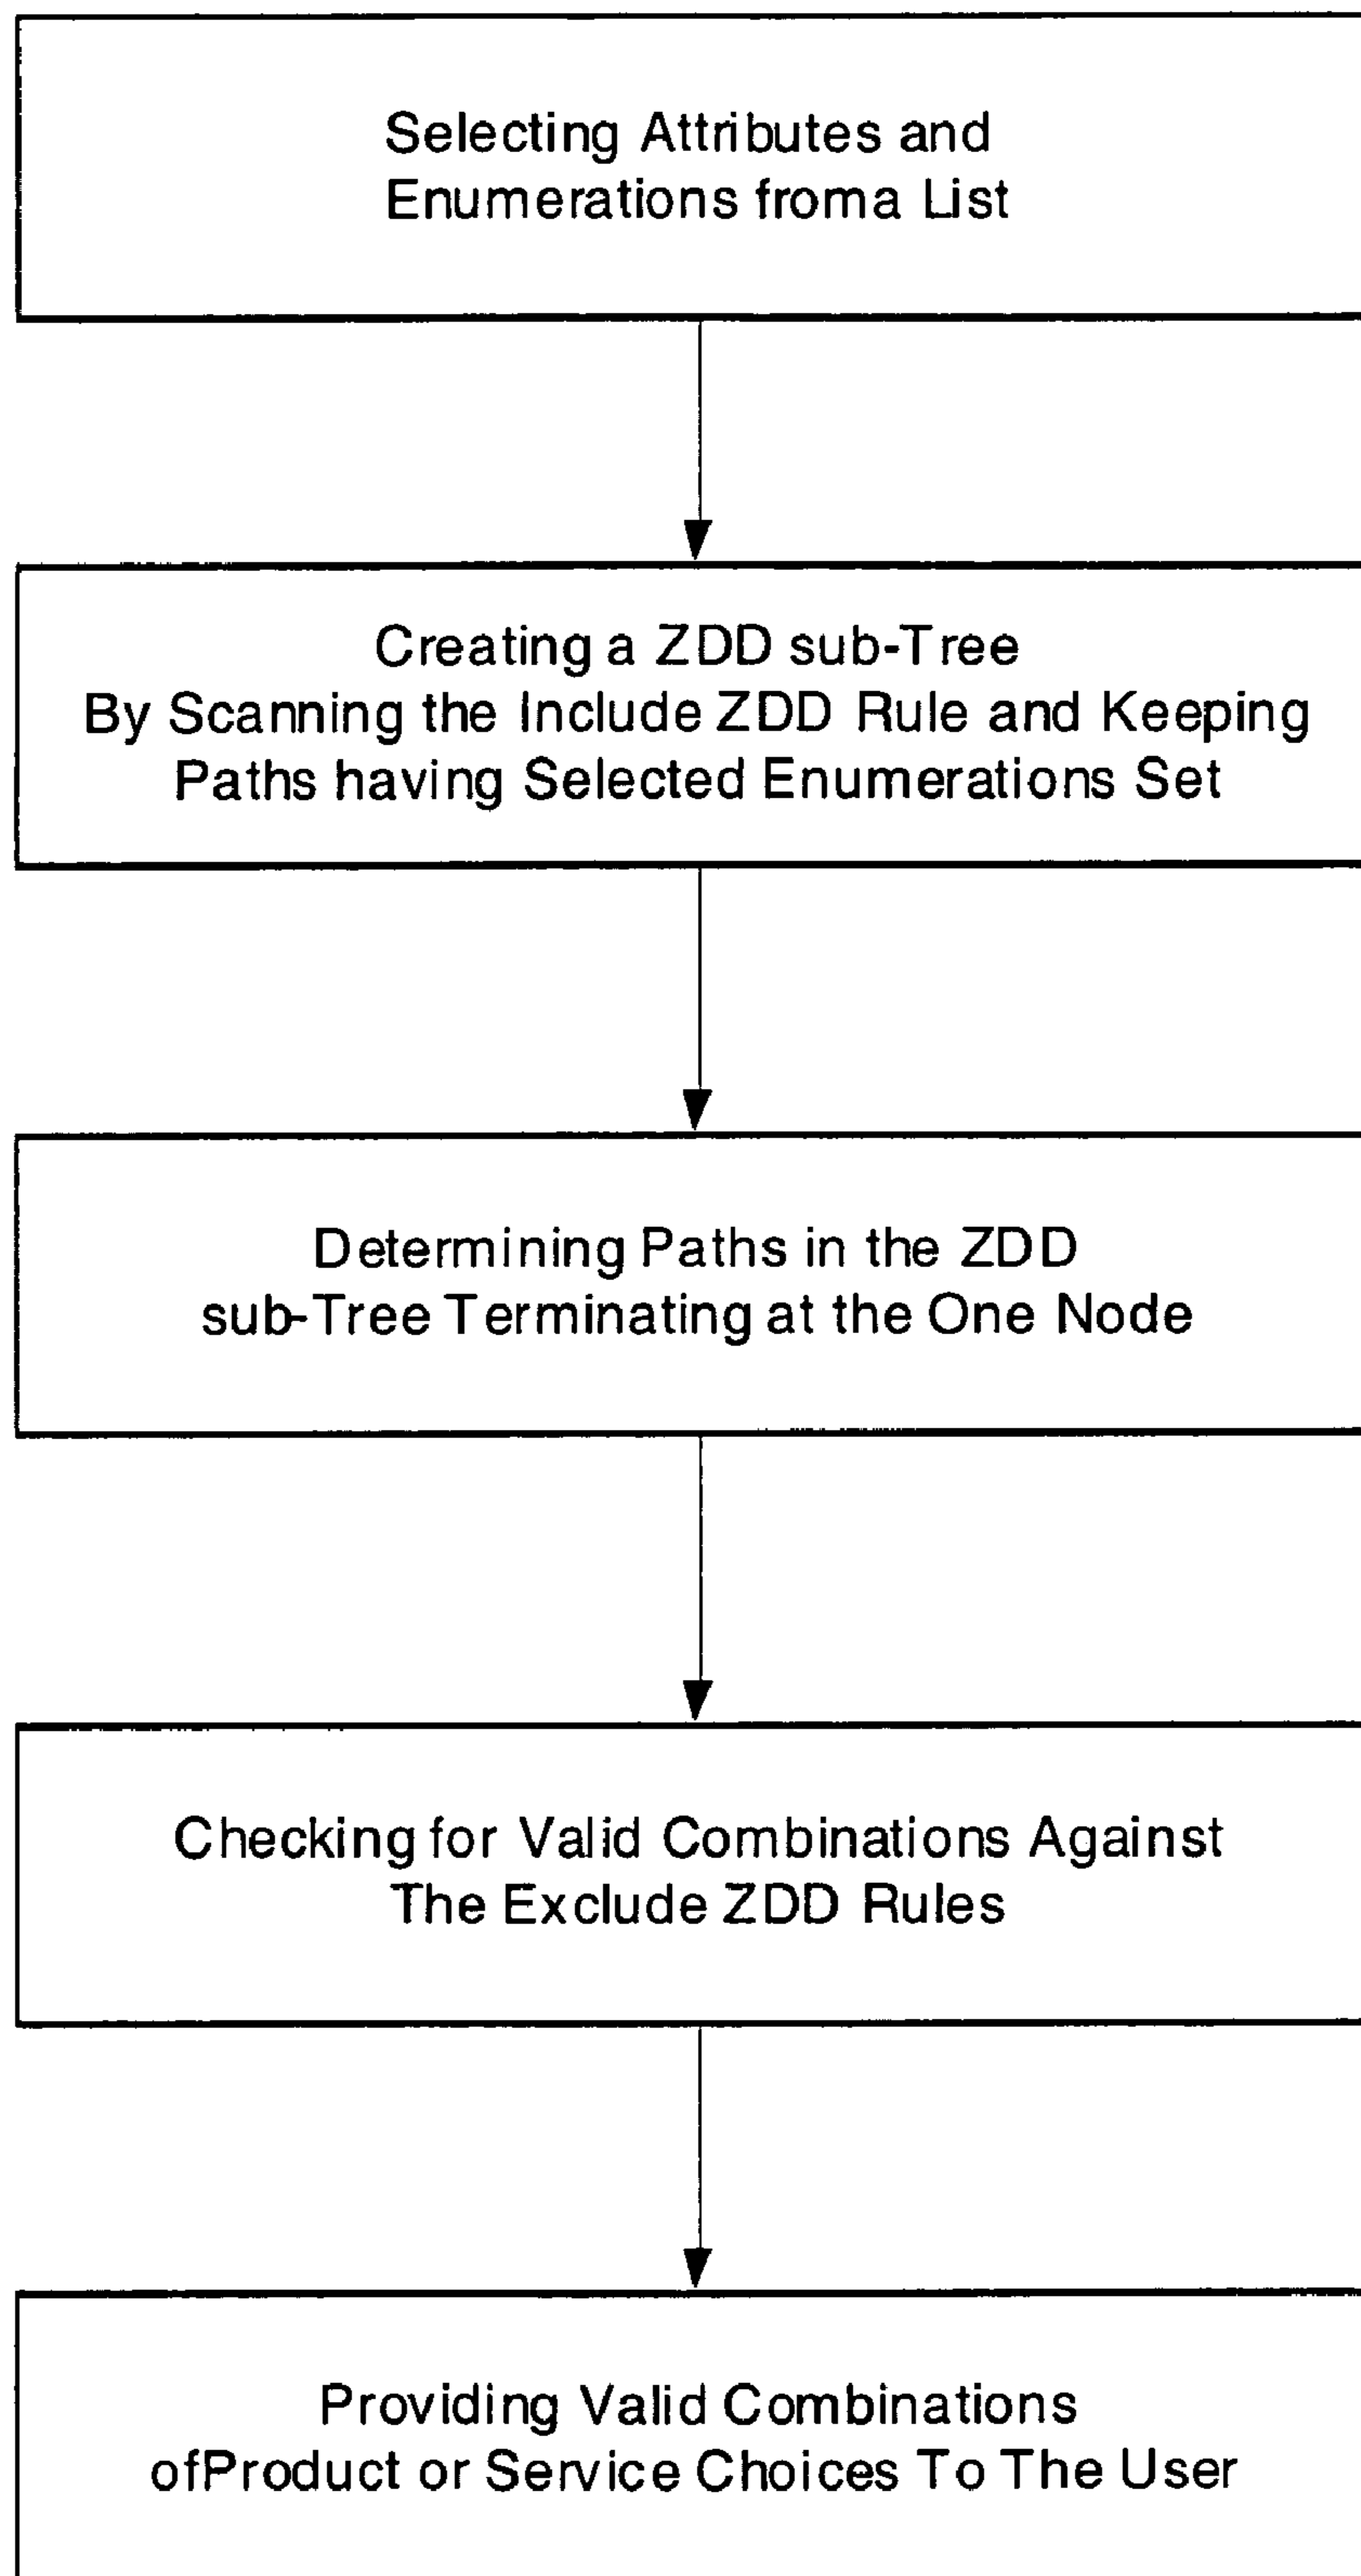 Selecting Attributes and
Enumerations froma List
Creating a ZDD sub-Tree
By Scanning the Include ZDD Rule and Keeping
Paths having Selected Enumerations Set
Determining Paths in the ZDD
sub-Tree Terminating at the One Node
Checking for Valid Combinations Against
The Exclude ZDD Rules
Providing Valid Combinations
ofProduct or Service Choices To The User